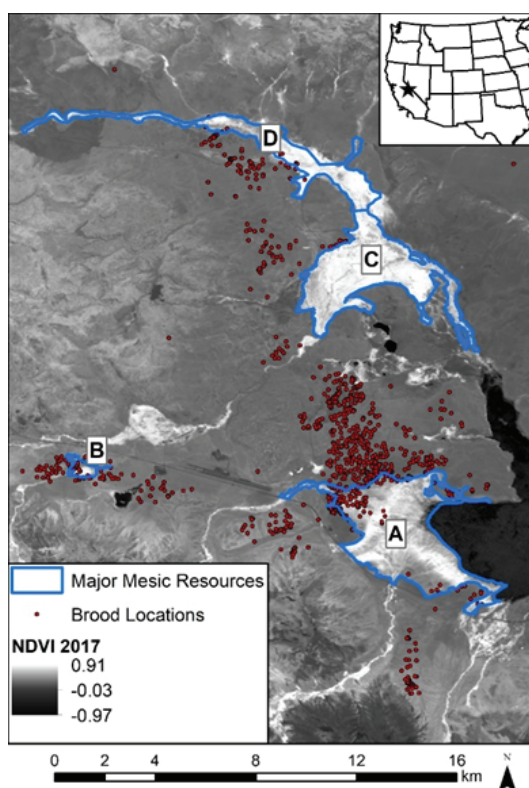 D
C
B
A
Major Mesic Resources
Brood Locations
NDVI 2017
0.91
-0.03
-0.97
0 2 4 8 12 16
km
N